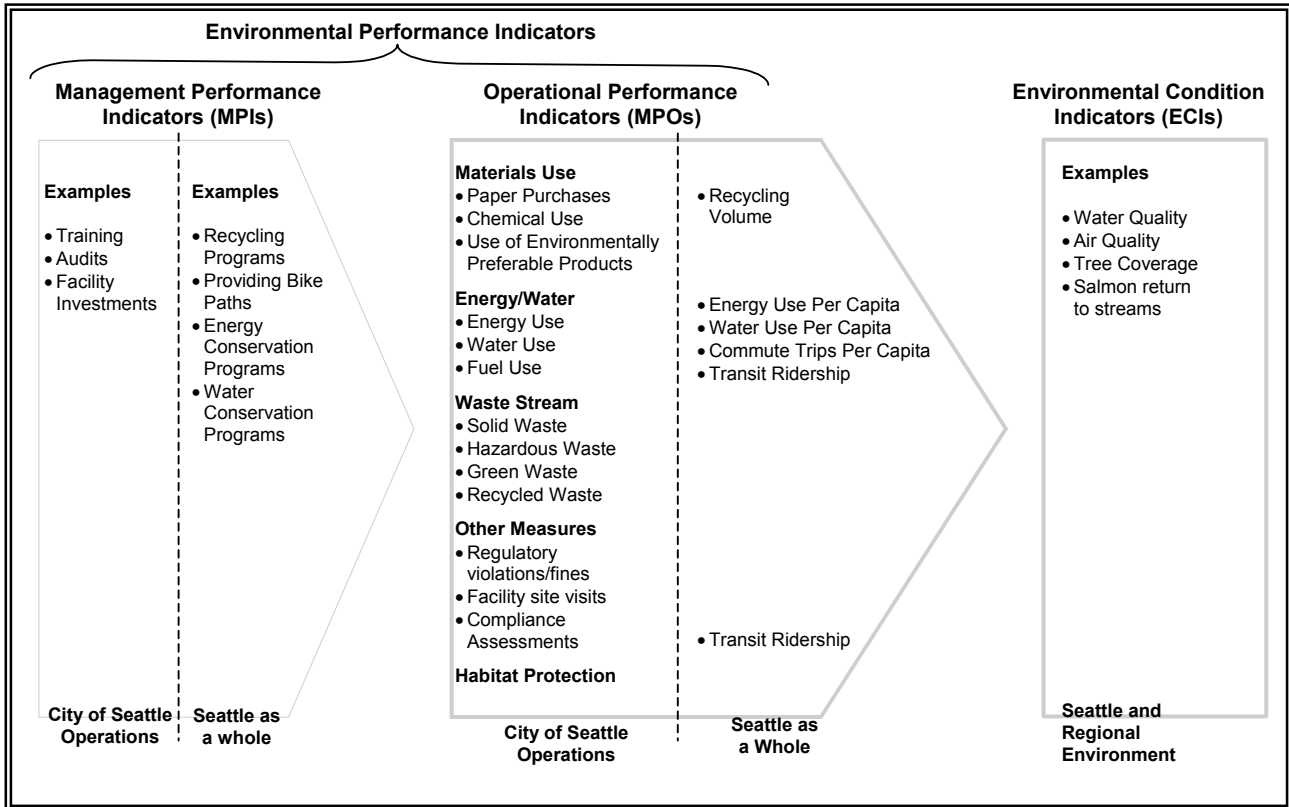 Environmental Performance Indicators
Management Performance
Indicators (MPIs)
Examples
• Training
• Audits
• Facility
Investments
City of Seattle
Operations
Examples
• Recycling
Programs
• Providing Bike
Paths
• Energy
Conservation
Programs
• Water
Conservation
Programs
Seattle as
a whole
Operational Performance
Indicators (MPOs)
Materials Use
• Paper Purchases
• Chemical Use
• Use of Environmentally
Preferable Products
Energy/Water
• Energy Use
• Water Use
• Fuel Use
Waste Stream
• Solid Waste
• Hazardous Waste
• Green Waste
• Recycled Waste
Other Measures
• Regulatory
violations/fines
• Facility site visits
• Compliance
Assessments
Habitat Protection
City of Seattle
Operations
• Recycling
Volume
• Energy Use Per Capita
• Water Use Per Capita
• Commute Trips Per Capita
• Transit Ridership
• Transit Ridership
Seattle as
a Whole
Environmental Condition
Indicators (ECIs)
Examples
• Water Quality
• Air Quality
• Tree Coverage
• Salmon return
to streams
Seattle and
Regional
Environment